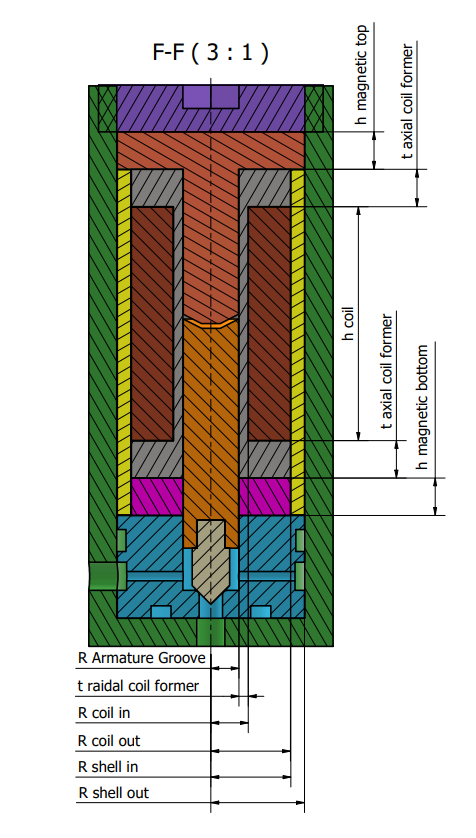 F-F ( 3 : 1 )
h magnetic top
t axial coil former
h coil
t axial coil former
h magnetic bottom
R Armature Groove
t raidal coil former
R coil in
R coil out
R shell in
R shell out